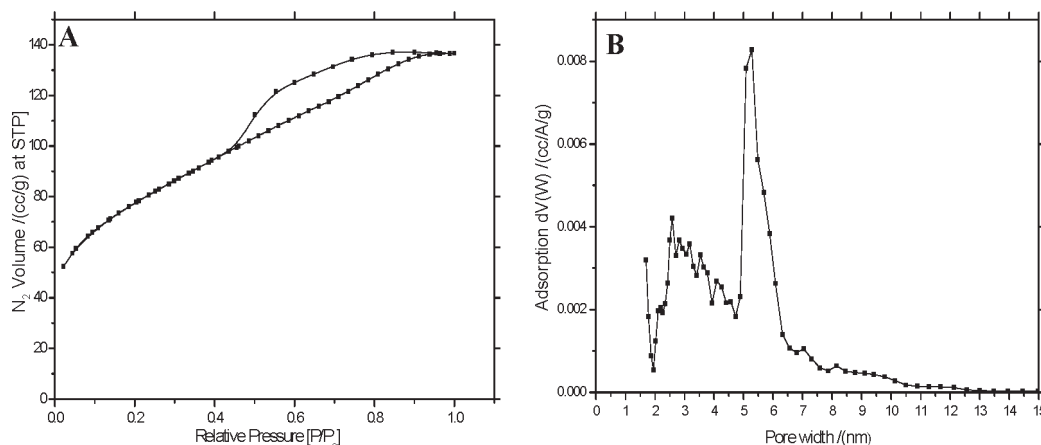 A
N₂ Volume /(cc/g) at STP]
140
120
100
80
60
40
20
0
0.0 0.2 0.4 0.6 0.8 1.0
Relative Pressure [P/P₀]
B
Adsorption dV(W) /(cc/A/g)
0.008
0.006
0.004
0.002
0.000
0 1 2 3 4 5 6 7 8 9 10 11 12 13 14 15
Pore width /(nm)